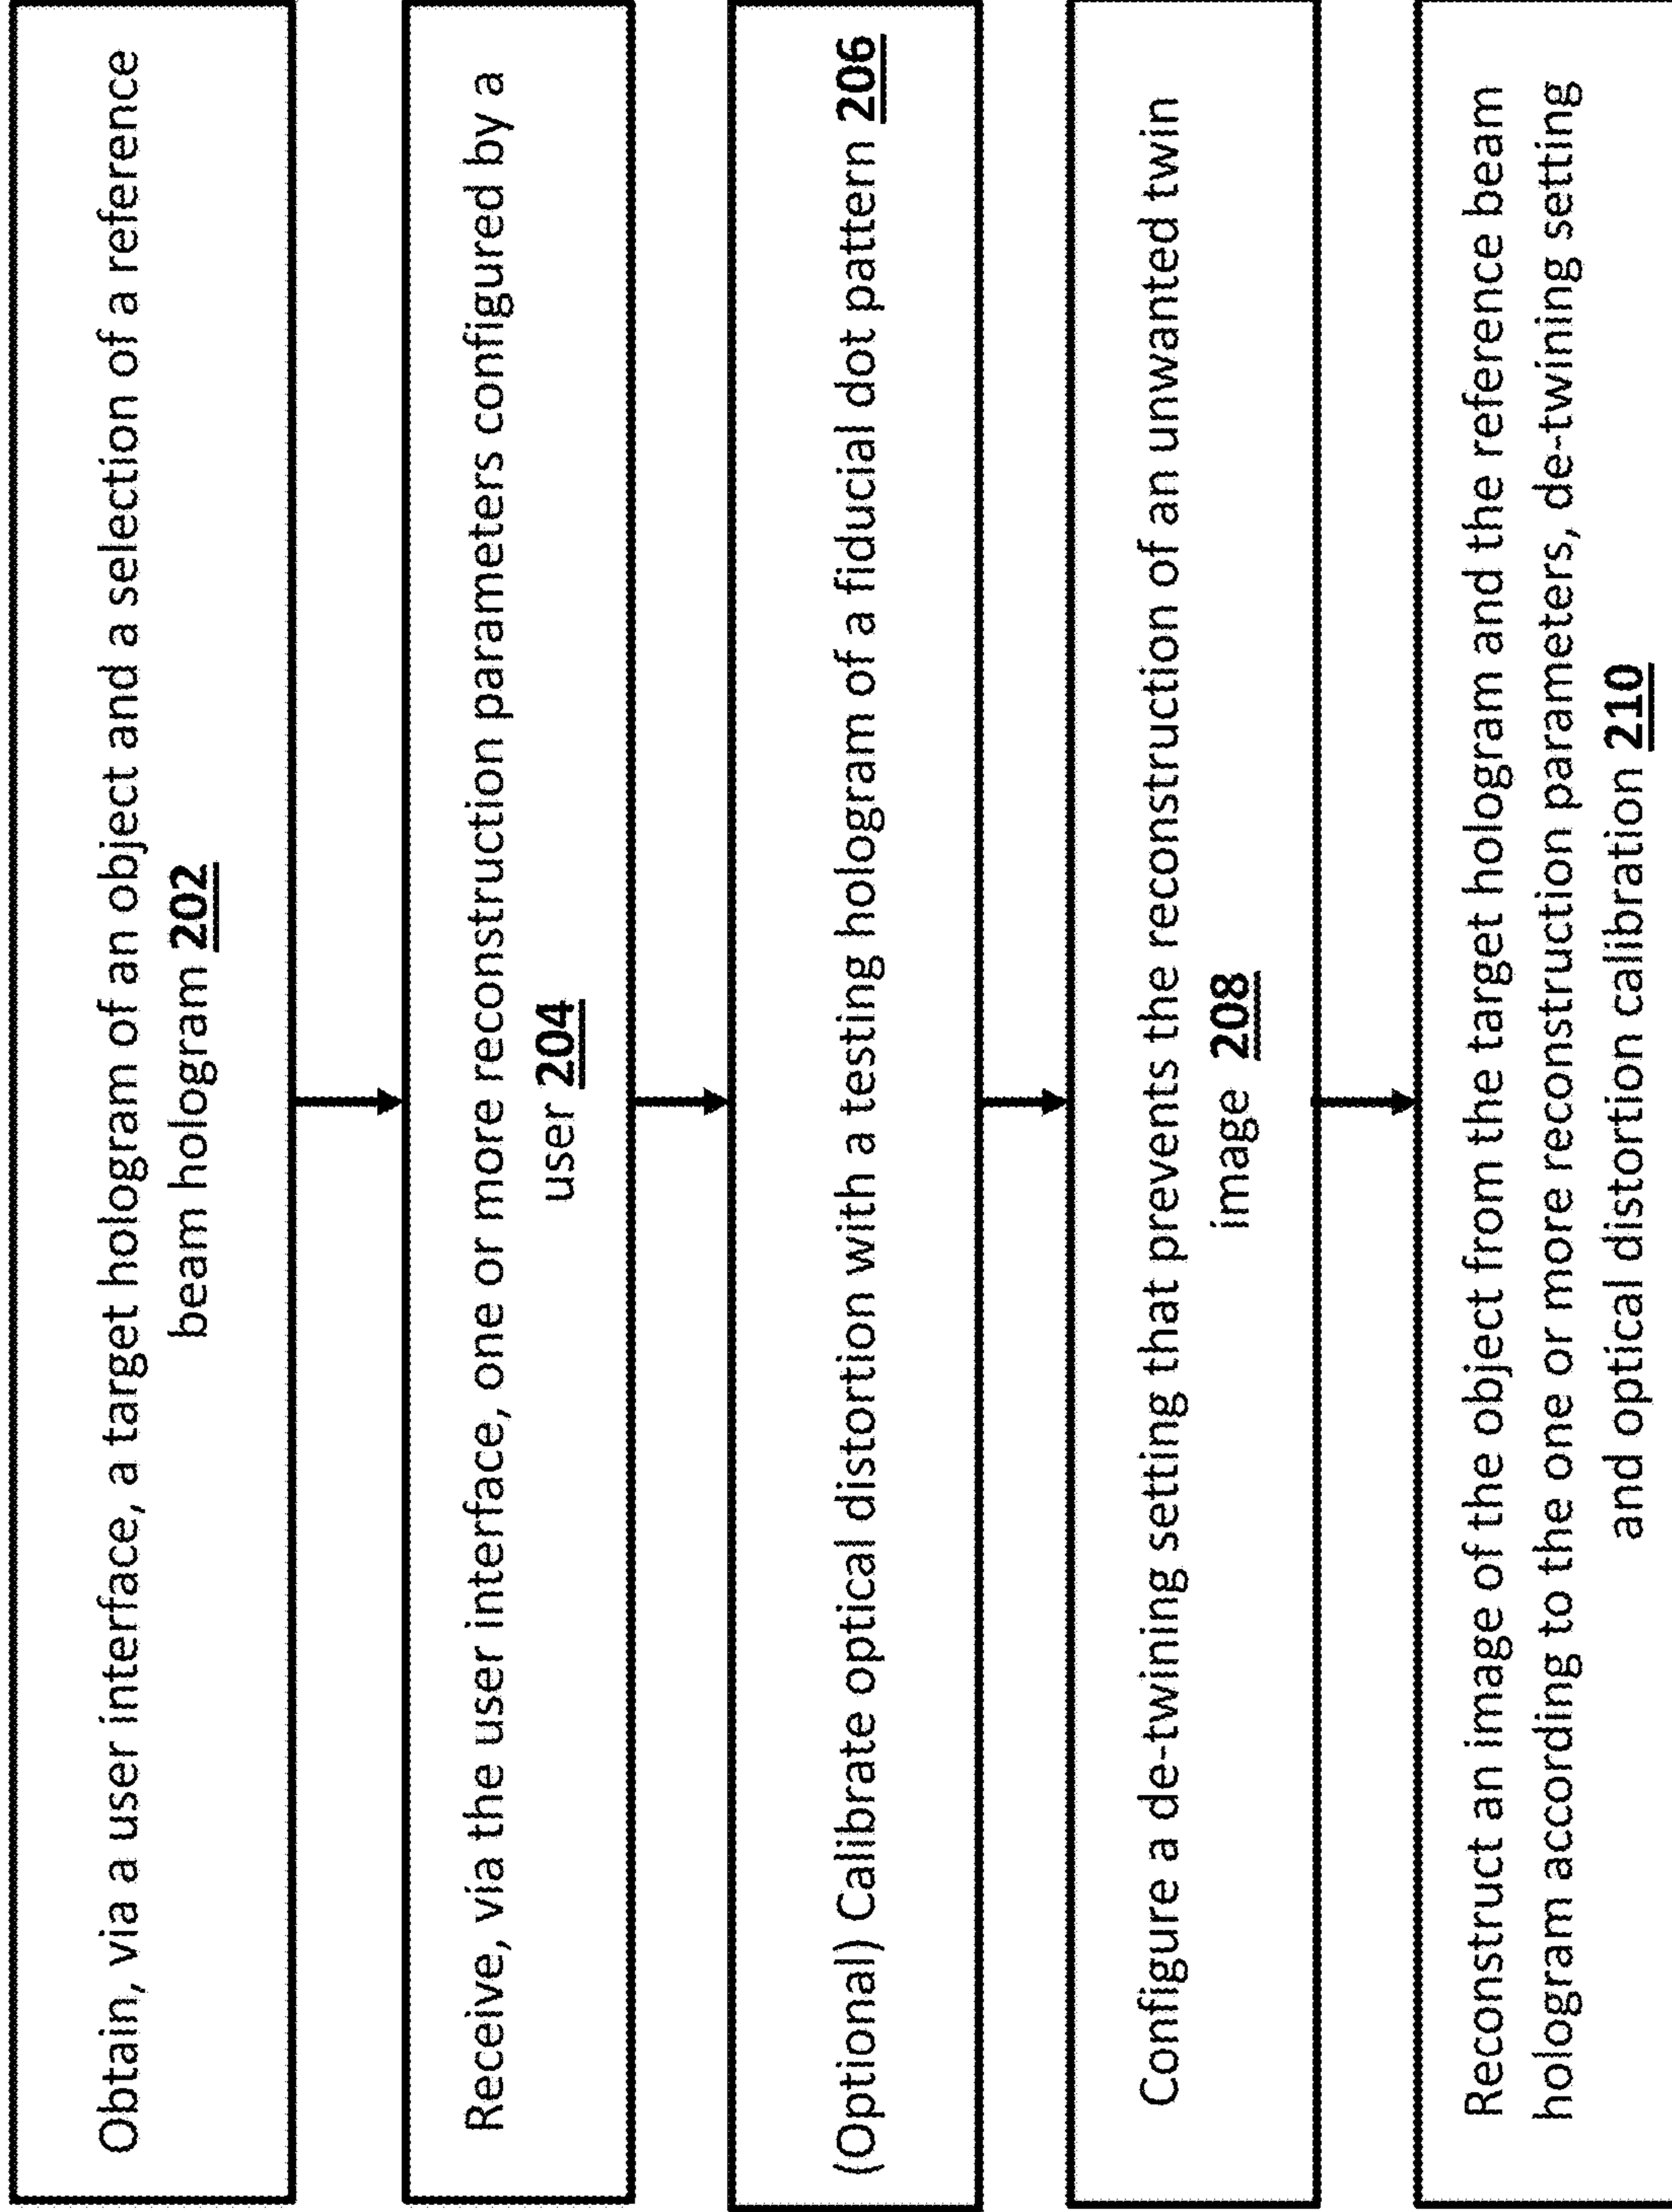 Obtain, via a user interface, a target hologram of an object and a selection of a reference
beam hologram 202
Receive, via the user interface, one or more reconstruction parameters configured by a
user 204
(Optional) Calibrate optical distortion with a testing hologram of a fiducial dot pattern 206
Configure a de-twining setting that prevents the reconstruction of an unwanted twin
image 208
Reconstruct an image of the object from the target hologram and the reference beam
hologram according to the one or more reconstruction parameters, de-twining setting
and optical distortion calibration 210